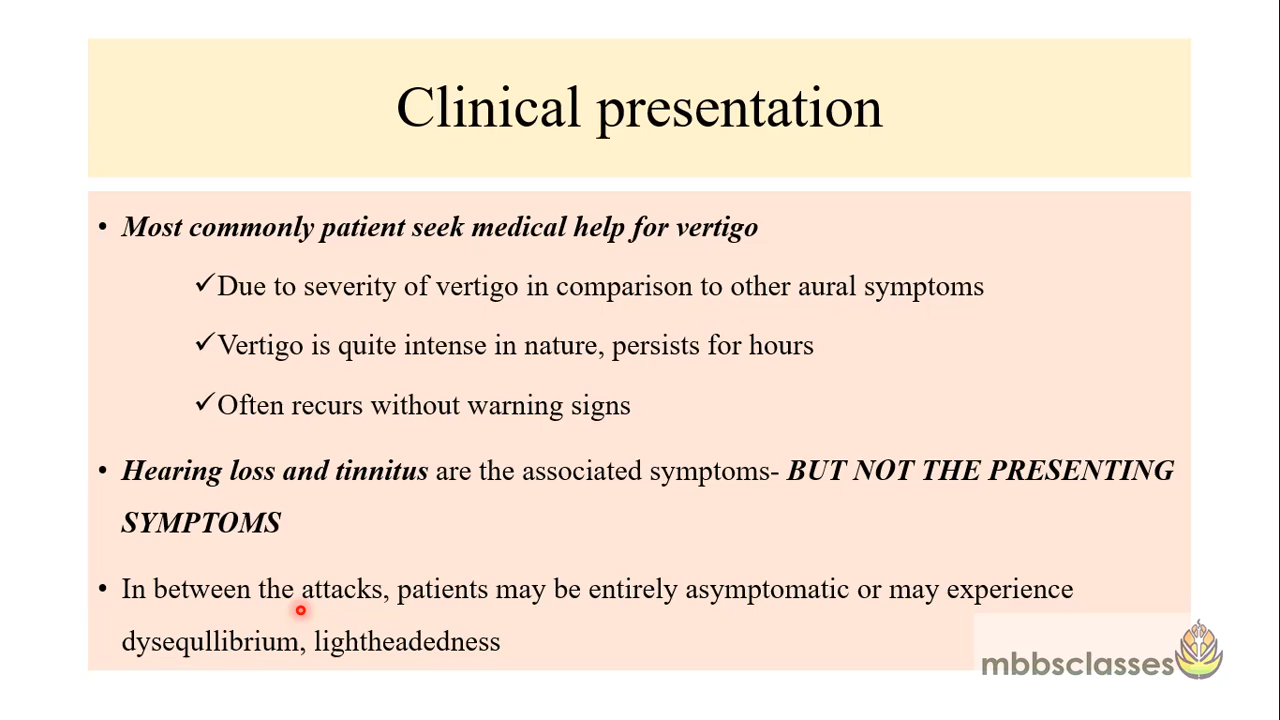 Clinical presentation
• Most commonly patient seek medical help for vertigo
✓Due to severity of vertigo in comparison to other aural symptoms
✓Vertigo is quite intense in nature, persists for hours
✓Often recurs without warning signs
• Hearing loss and tinnitus are the associated symptoms- BUT NOT THE PRESENTING
SYMPTOMS
• In between the attacks, patients may be entirely asymptomatic or may experience
dysequllibrium, lightheadedness
mbbsclasses